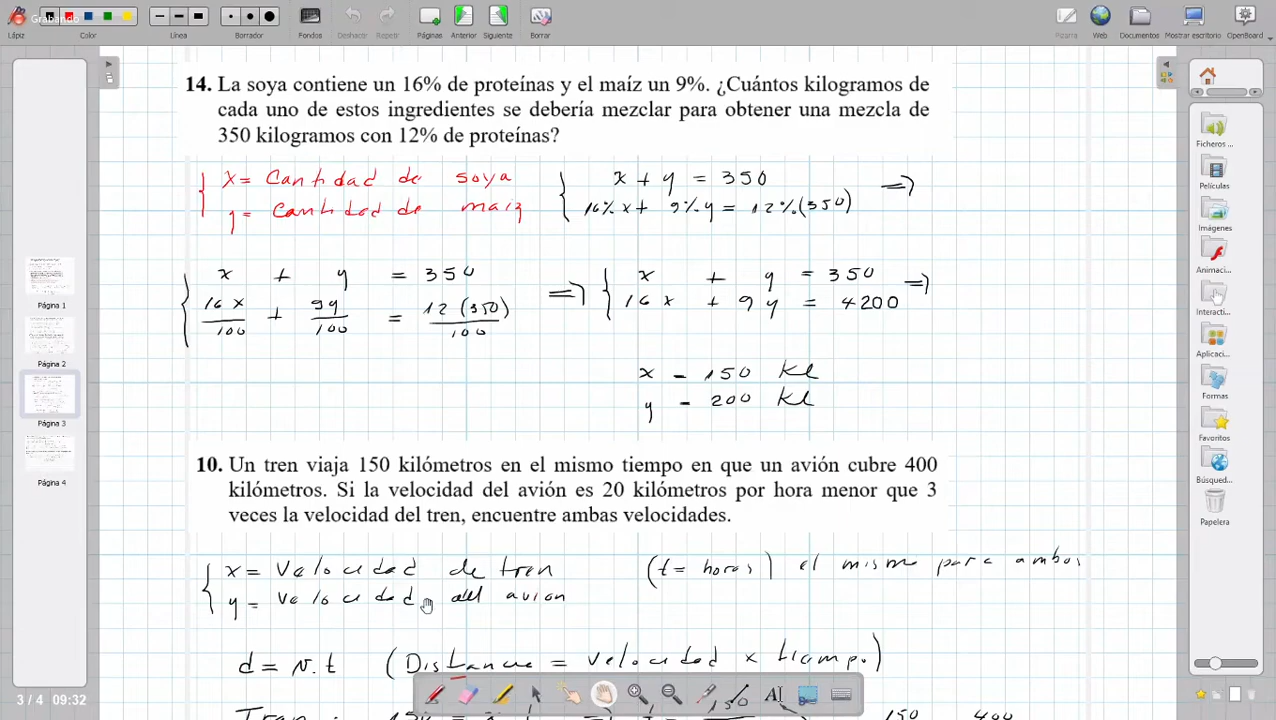 Grabando
Lápiz Color Línea Borrador Fondos Deshacer Repetir Páginas Anterior Siguiente Borrar Pizarra Web Documentos Mostrar escritorio OpenBoard
14. La soya contiene un 16% de proteínas y el maíz un 9%. ¿Cuántos kilogramos de
cada uno de estos ingredientes se debería mezclar para obtener una mezcla de
350 kilogramos con 12% de proteínas?
x = Cantidad de soya
y = Cantidad de maiz
x + y = 350 =>
16% x + 9% y = 12% (350)
x + y = 350
16x/100 + 9y/100 = 12 (350)/100 =>
x + y = 350 =>
16x + 9y = 4200
x = 150 kl
y = 200 kl
10. Un tren viaja 150 kilómetros en el mismo tiempo en que un avión cubre 400
kilómetros. Si la velocidad del avión es 20 kilómetros por hora menor que 3
veces la velocidad del tren, encuentre ambas velocidades.
x = Velocidad de tren (t = horas) el mismo para ambos
y = Velocidad del avion
d = v.t (Distancia = velocidad x tiempo)
150 400
Página 1
Página 2
Página 3
Página 4
3 / 4 09:32
Ficheros ...
Películas
Imágenes
Animaci...
Interacti...
Aplicaci...
Formas
Favoritos
Búsqued...
Papelera